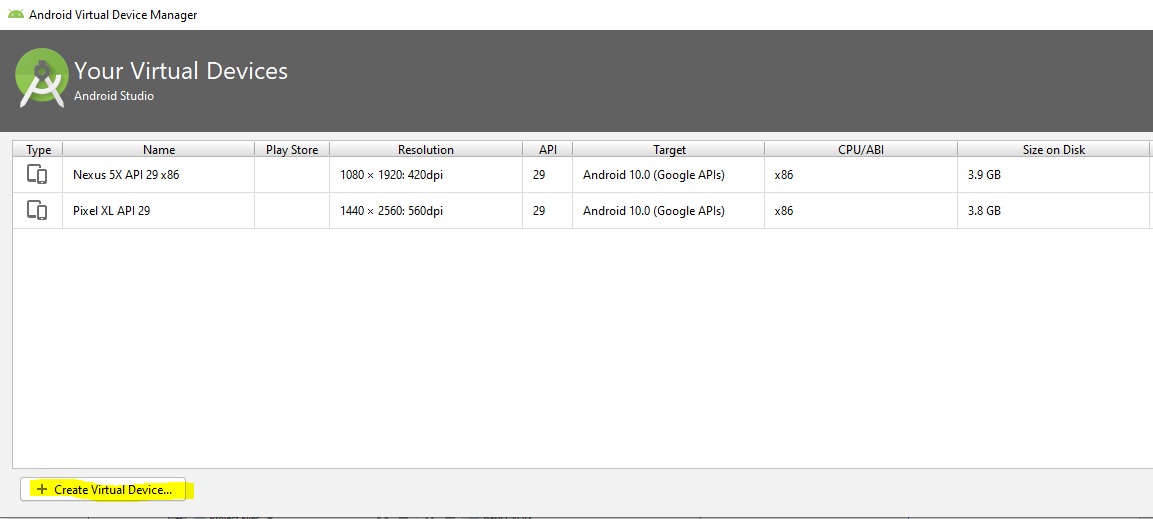 Android Virtual Device Manager
Your Virtual Devices
Android Studio
Type Name Play Store Resolution API Target CPU/ABI Size on Disk
Nexus 5X API 29 x86 1080 × 1920: 420dpi 29 Android 10.0 (Google APIs) x86 3.9 GB
Pixel XL API 29 1440 × 2560: 560dpi 29 Android 10.0 (Google APIs) x86 3.8 GB
+ Create Virtual Device...